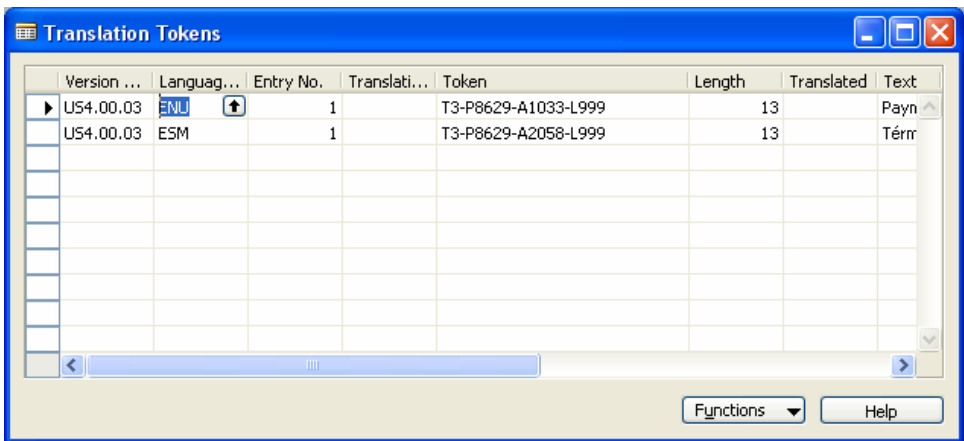 Translation Tokens
Version ... Languag... Entry No. Translati... Token Length Translated Text
US4.00.03 ENU 1 T3-P8629-A1033-L999 13 Payn
US4.00.03 ESM 1 T3-P8629-A2058-L999 13 Térm
Functions Help